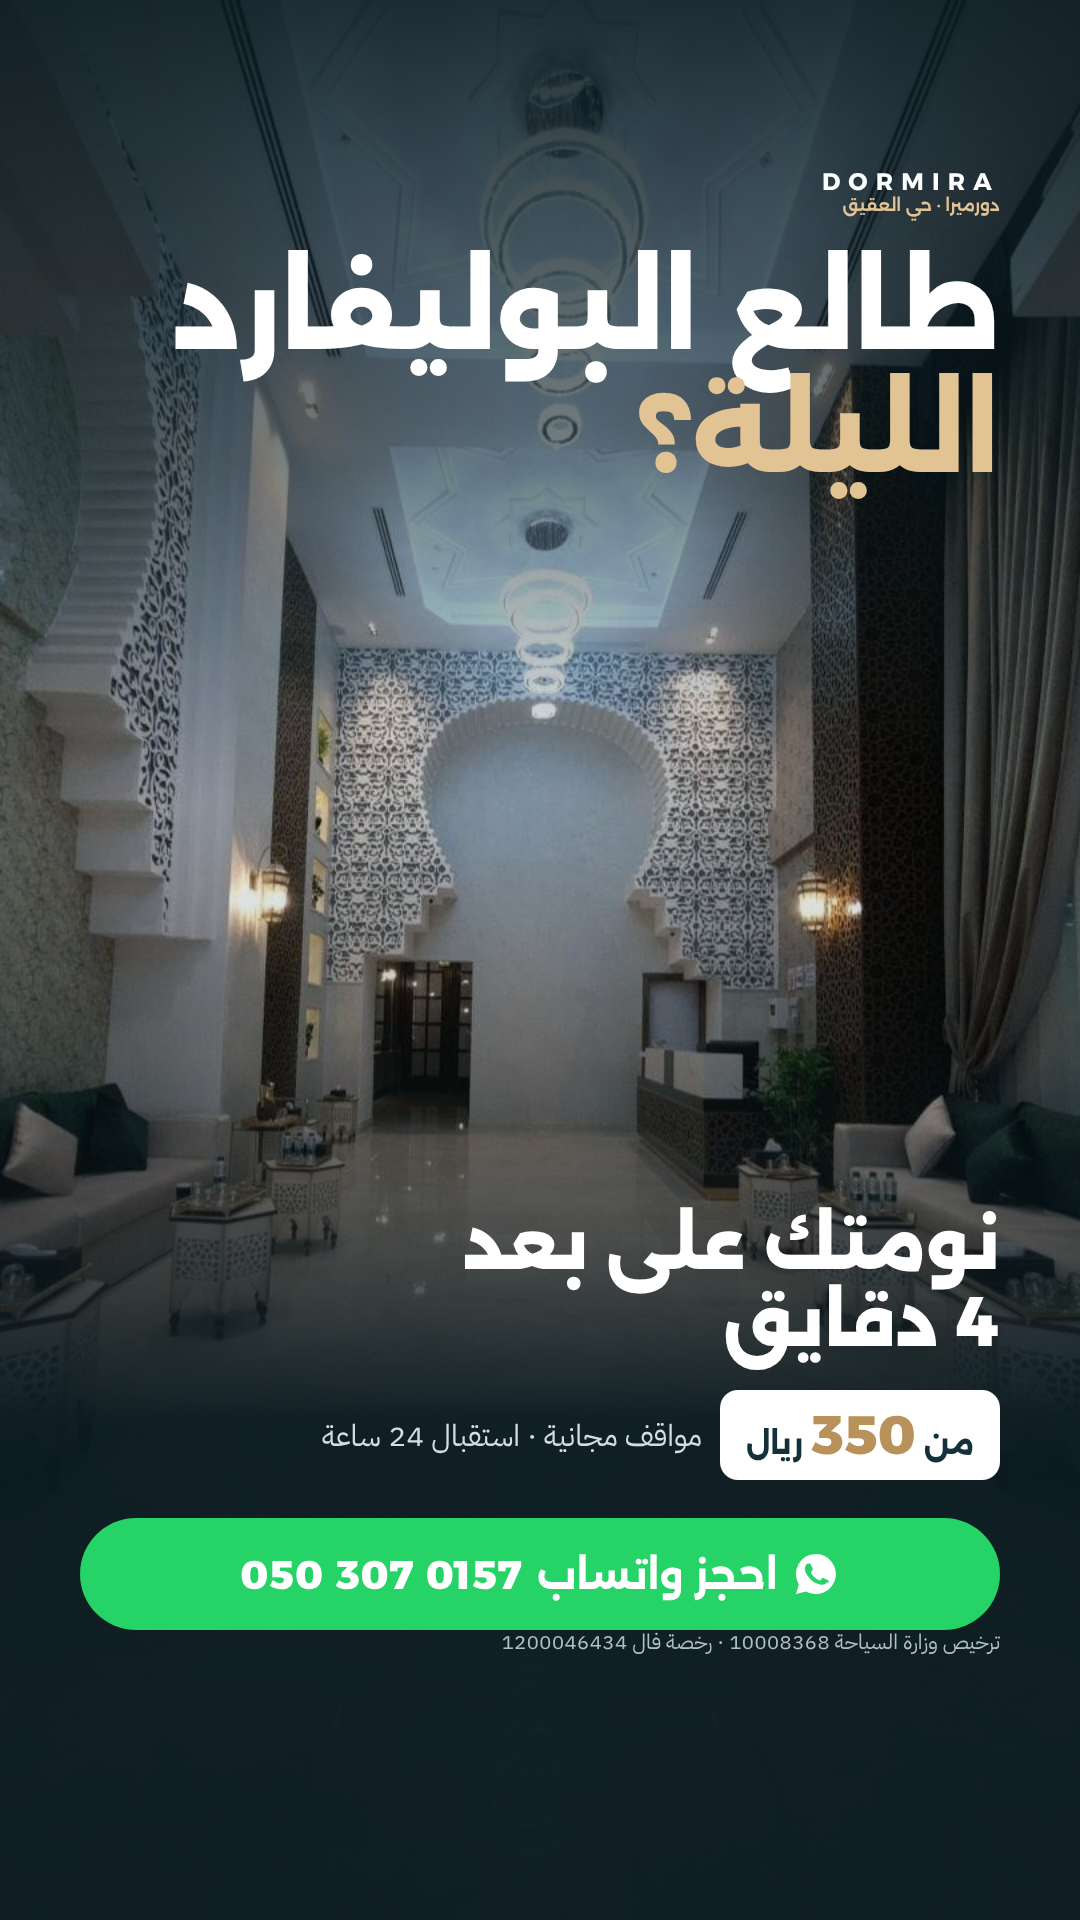 DORMIRA
دورميرا · حي العقيق
طالع البوليفارد
الليلة؟
نومتك على بعد
4 دقايق
من 350 ريال
مواقف مجانية · استقبال 24 ساعة
احجز واتساب 050 307 0157
ترخيص وزارة السياحة 10008368 · رخصة فال 1200046434